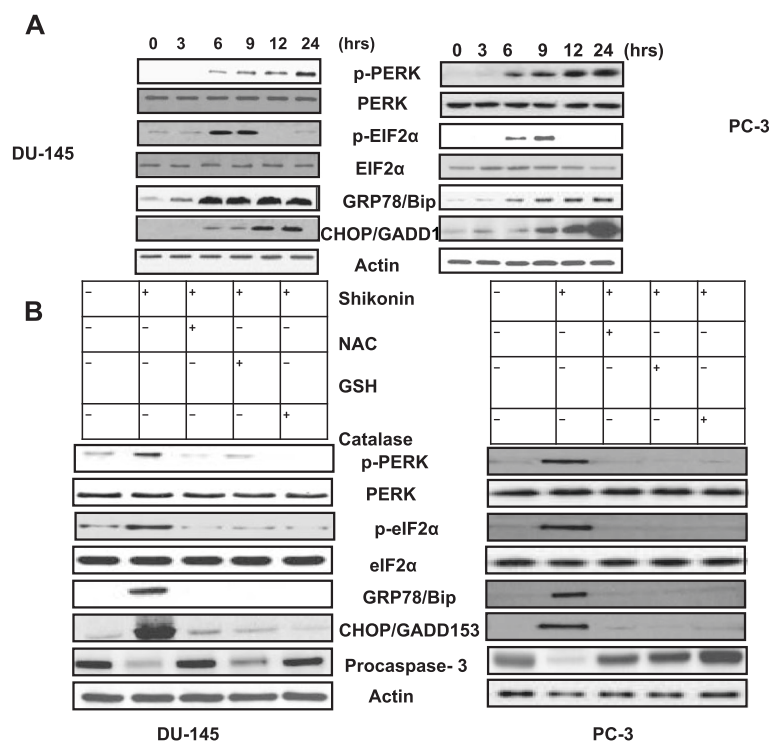 A
0 3 6 9 12 24 (hrs)
0 3 6 9 12 24 (hrs)
p-PERK
PERK
p-EIF2α
EIF2α
GRP78/Bip
CHOP/GADD1
Actin
DU-145
PC-3
B
– + + + + Shikonin – + + + +
– – + – – NAC – – + – –
– – – + – GSH – – – + –
– – – – + Catalase – – – – +
p-PERK
PERK
p-eIF2α
eIF2α
GRP78/Bip
CHOP/GADD153
Procaspase- 3
Actin
DU-145
PC-3